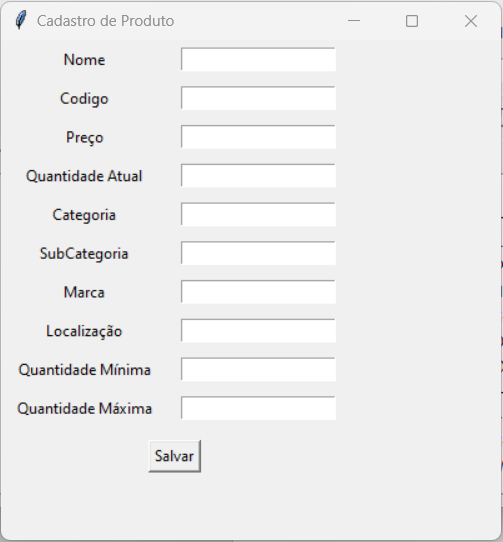 Cadastro de Produto
Nome
Codigo
Preço
Quantidade Atual
Categoria
SubCategoria
Marca
Localização
Quantidade Mínima
Quantidade Máxima
Salvar